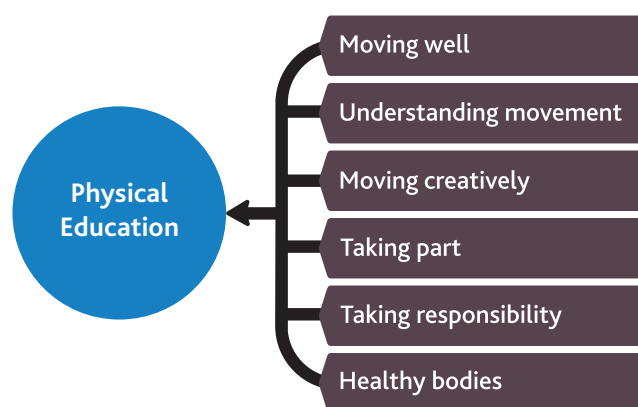 Physical
Education
Moving well
Understanding movement
Moving creatively
Taking part
Taking responsibility
Healthy bodies